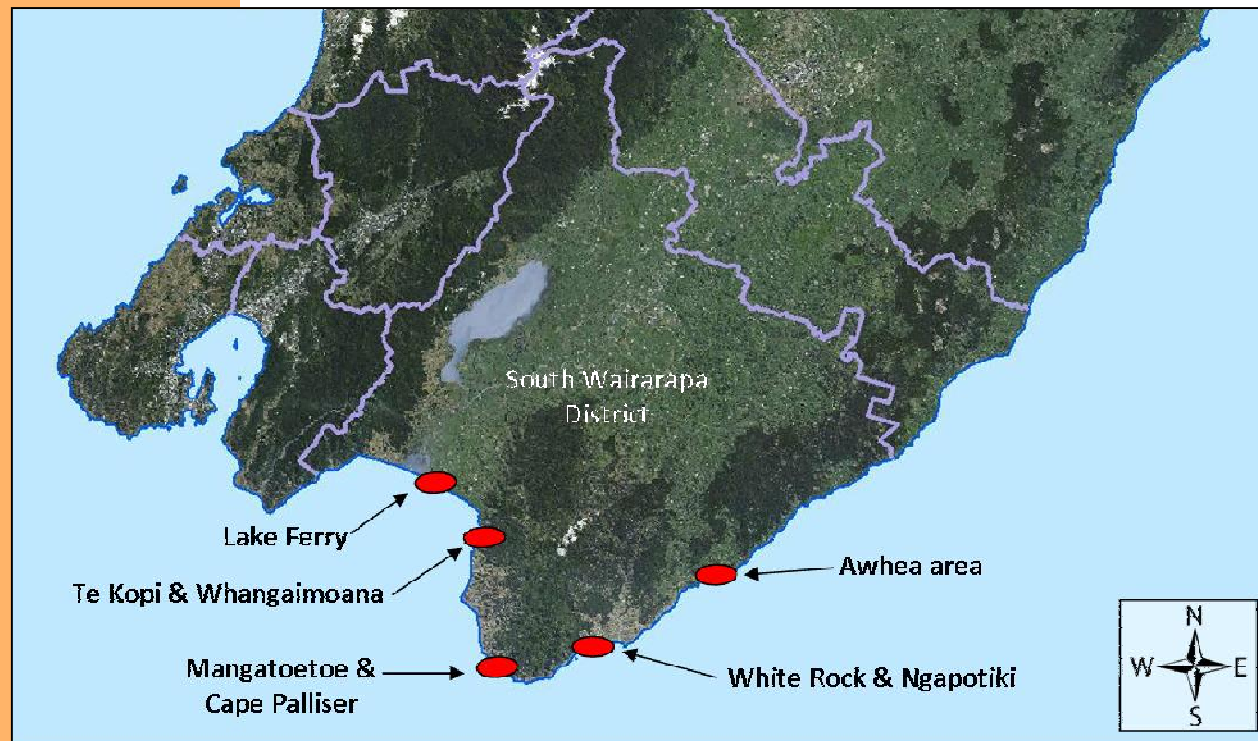 South Wairarapa
District
Lake Ferry
Te Kopi & Whangaimoana
Awhea area
Mangatoetoe &
Cape Palliser
White Rock & Ngapotiki
N
W E
S